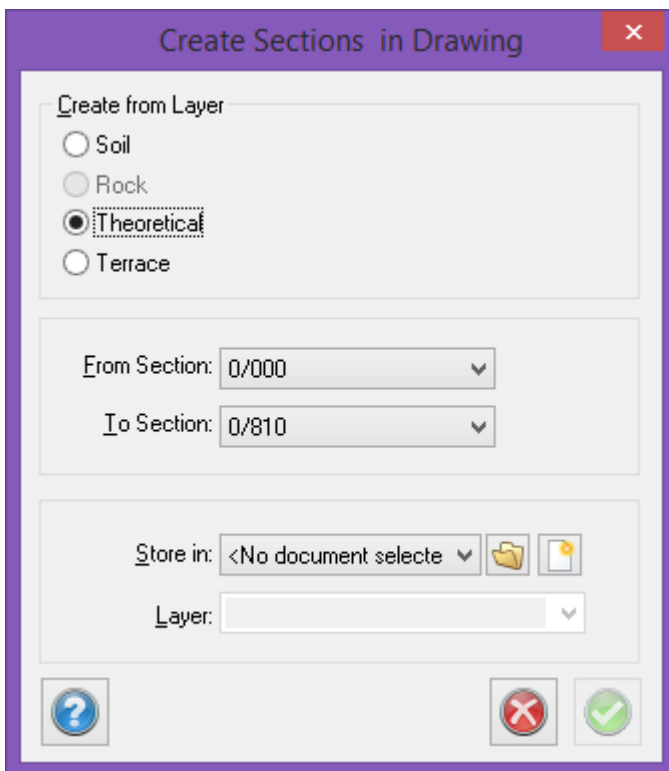 Create Sections in Drawing
Create from Layer
Soil
Rock
Theoretical
Terrace
From Section: 0/000
To Section: 0/810
Store in: <No document selecte
Layer: